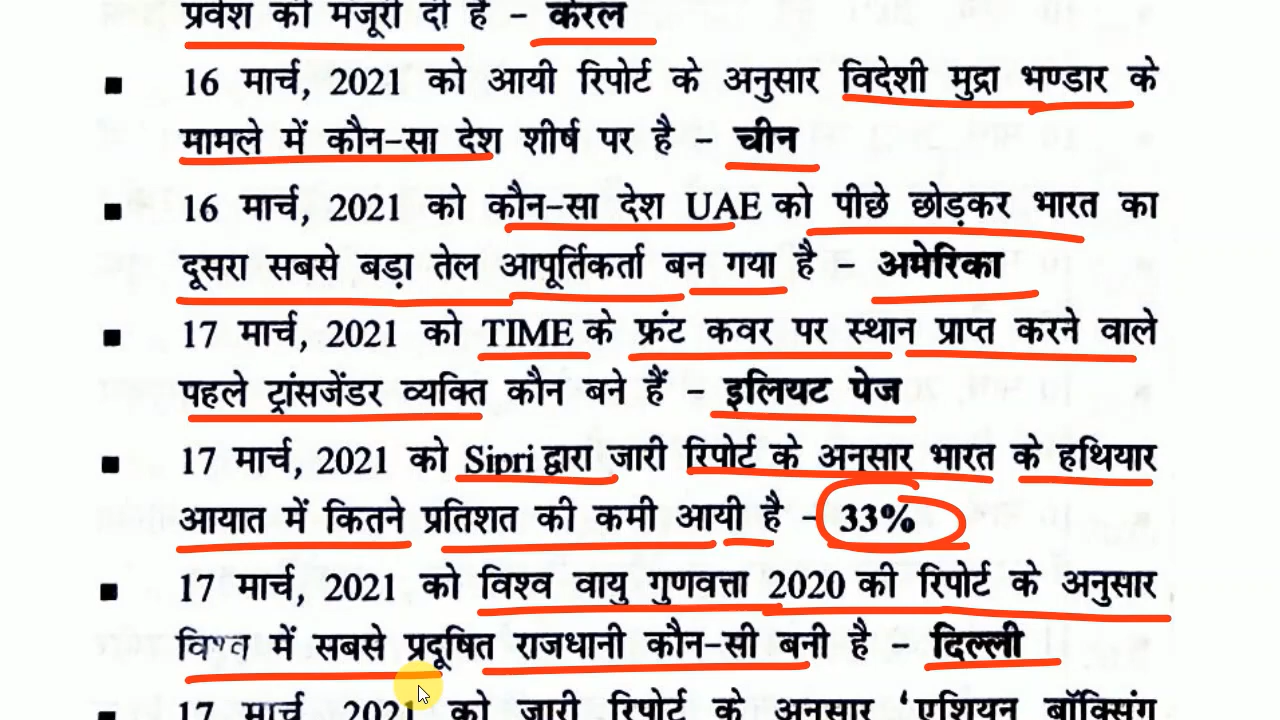 प्रवेश की मंजूरी दी है – केरल
■ 16 मार्च, 2021 को आयी रिपोर्ट के अनुसार विदेशी मुद्रा भण्डार के
मामले में कौन-सा देश शीर्ष पर है – चीन
■ 16 मार्च, 2021 को कौन-सा देश UAE को पीछे छोड़कर भारत का
दूसरा सबसे बड़ा तेल आपूर्तिकर्ता बन गया है – अमेरिका
■ 17 मार्च, 2021 को TIME के फ्रंट कवर पर स्थान प्राप्त करने वाले
पहले ट्रांसजेंडर व्यक्ति कौन बने हैं – इलियट पेज
■ 17 मार्च, 2021 को Sipri द्वारा जारी रिपोर्ट के अनुसार भारत के हथियार
आयात में कितने प्रतिशत की कमी आयी है – 33%
■ 17 मार्च, 2021 को विश्व वायु गुणवत्ता 2020 की रिपोर्ट के अनुसार
विश्व में सबसे प्रदूषित राजधानी कौन-सी बनी है – दिल्ली
■ 17 मार्च, 2021 को जारी रिपोर्ट के अनुसार ' एशियन बॉक्सिंग